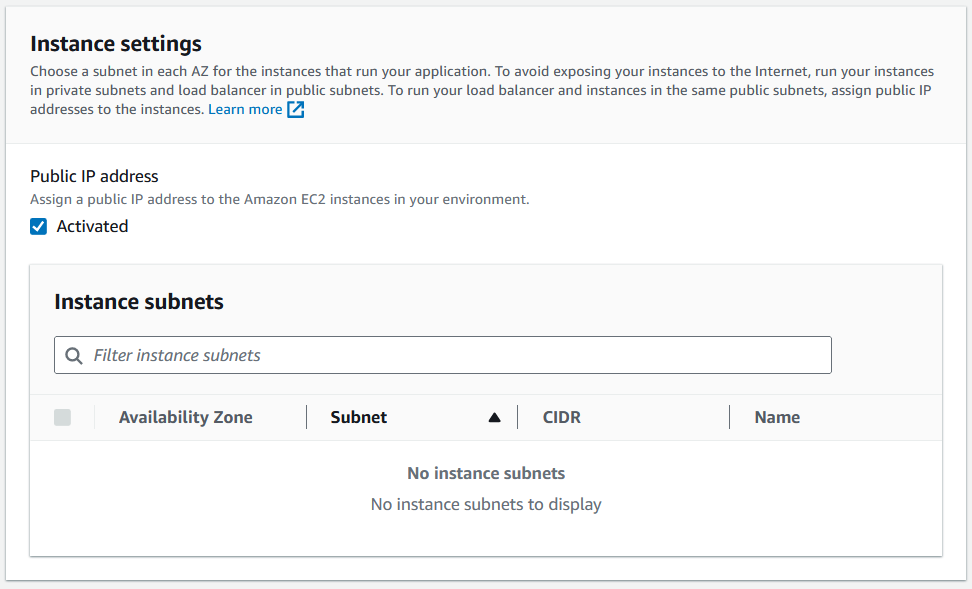 Instance settings
Choose a subnet in each AZ for the instances that run your application. To avoid exposing your instances to the Internet, run your instances
in private subnets and load balancer in public subnets. To run your load balancer and instances in the same public subnets, assign public IP
addresses to the instances. Learn more
Public IP address
Assign a public IP address to the Amazon EC2 instances in your environment.
Activated
Instance subnets
Filter instance subnets
Availability Zone Subnet CIDR Name
No instance subnets
No instance subnets to display